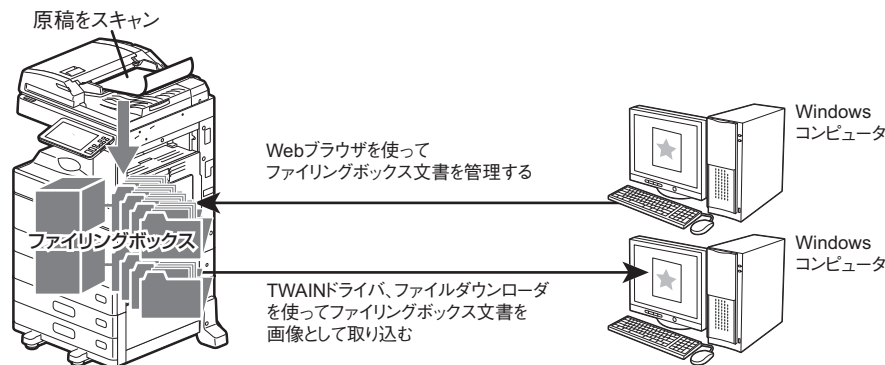 原稿をスキャン
Webブラウザを使って
ファイリングボックス文書を管理する
Windows
コンピュータ
ファイリングボックス
Windows
コンピュータ
TWAINドライバ、ファイルダウンローダ
を使ってファイリングボックス文書を
画像として取り込む